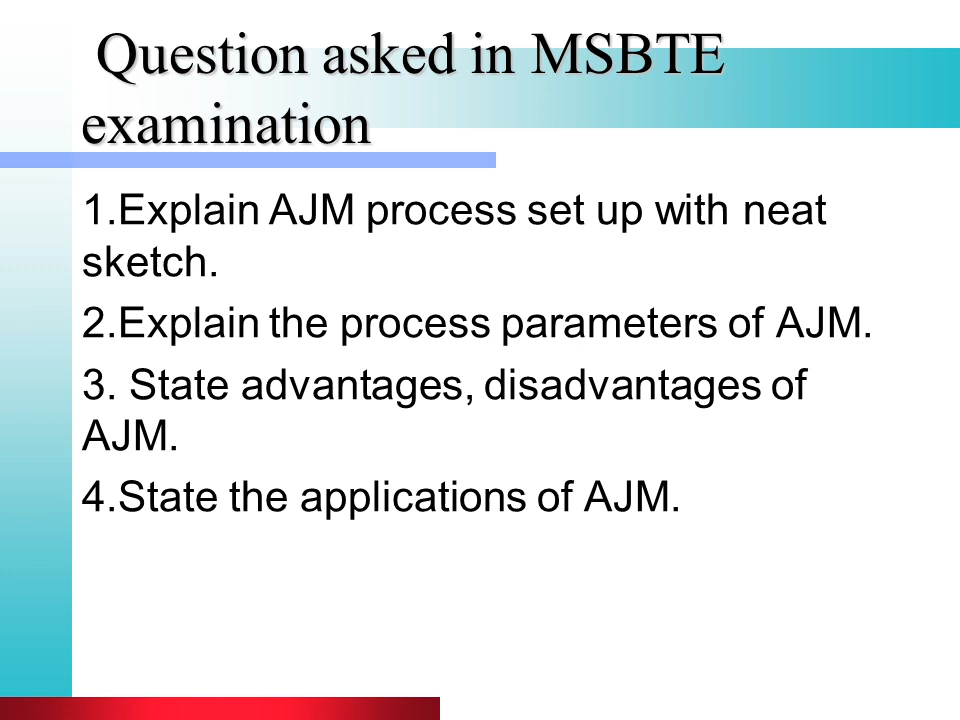 Question asked in MSBTE
examination
1.Explain AJM process set up with neat
sketch.
2.Explain the process parameters of AJM.
3. State advantages, disadvantages of
AJM.
4.State the applications of AJM.